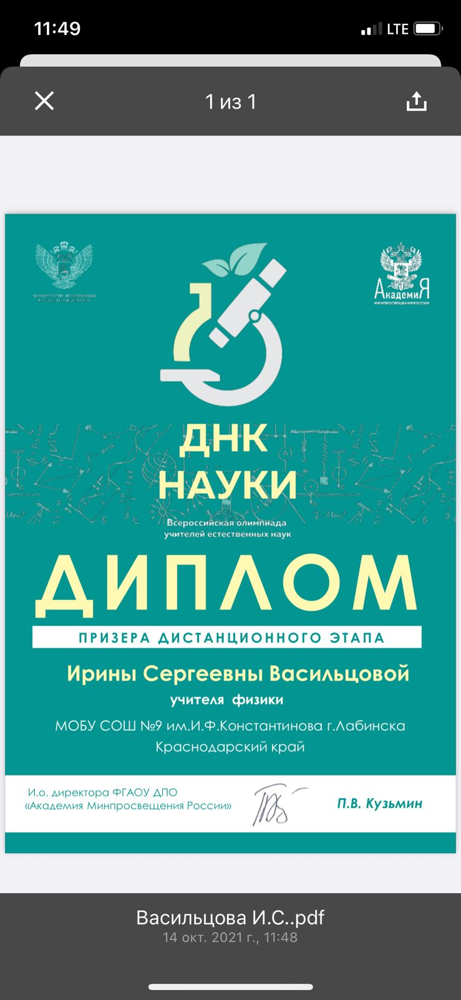 11:49
LTE
1 из 1
МИНИСТЕРСТВО ПРОСВЕЩЕНИЯ
АкадемиЯ
МИНПРОСВЕЩЕНИЯ РОССИИ
ДНК
НАУКИ
Всероссийская олимпиада
учителей естественных наук
ДИПЛОМ
ПРИЗЕРА ДИСТАНЦИОННОГО ЭТАПА
Ирины Сергеевны Васильцовой
учителя физики
МОБУ СОШ №9 им.И.Ф.Константинова г.Лабинска
Краснодарский край
И.о. директора ФГАОУ ДПО
«Академия Минпросвещения России»
П.В. Кузьмин
Васильцова И.С..pdf
14 окт. 2021 г., 11:48